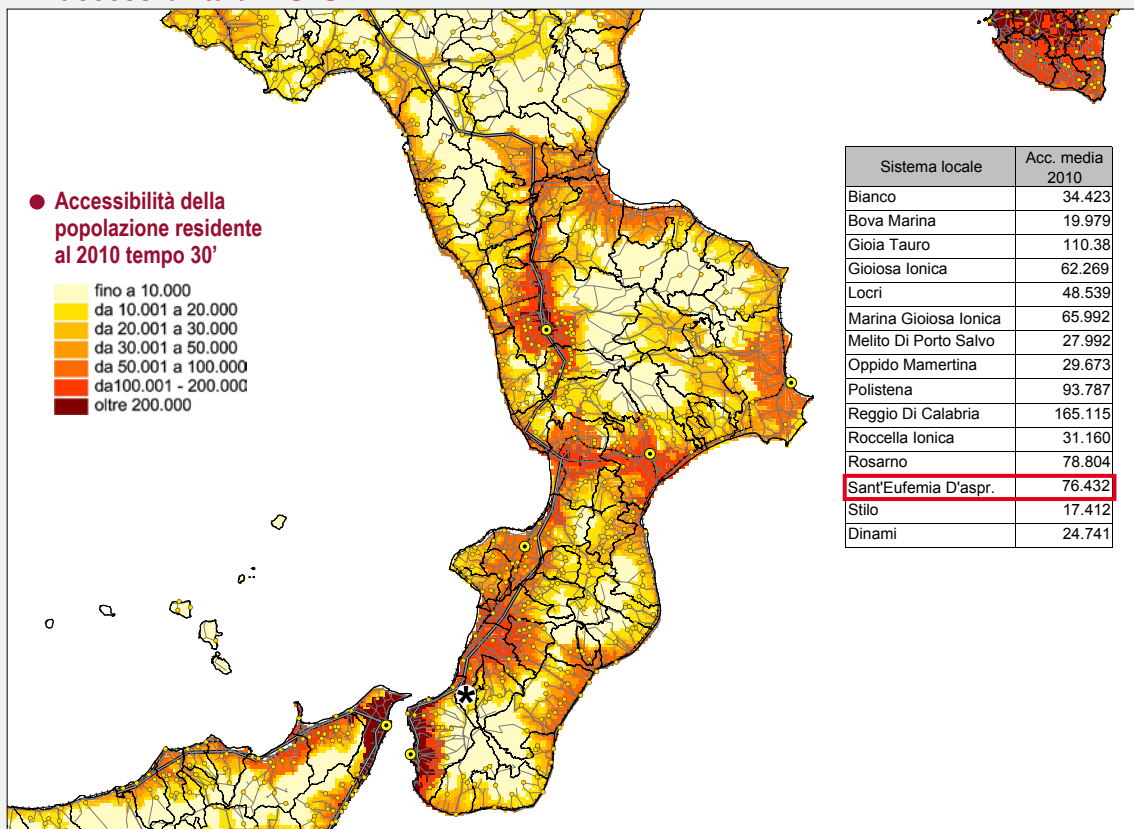 Accessibilità della
popolazione residente
al 2010 tempo 30’
fino a 10.000
da 10.001 a 20.000
da 20.001 a 30.000
da 30.001 a 50.000
da 50.001 a 100.000
da100.001 - 200.000
oltre 200.000
Sistema locale Acc. media 2010
Bianco 34.423
Bova Marina 19.979
Gioia Tauro 110.38
Gioiosa Ionica 62.269
Locri 48.539
Marina Gioiosa Ionica 65.992
Melito Di Porto Salvo 27.992
Oppido Mamertina 29.673
Polistena 93.787
Reggio Di Calabria 165.115
Roccella Ionica 31.160
Rosarno 78.804
Sant'Eufemia D'aspr. 76.432
Stilo 17.412
Dinami 24.741